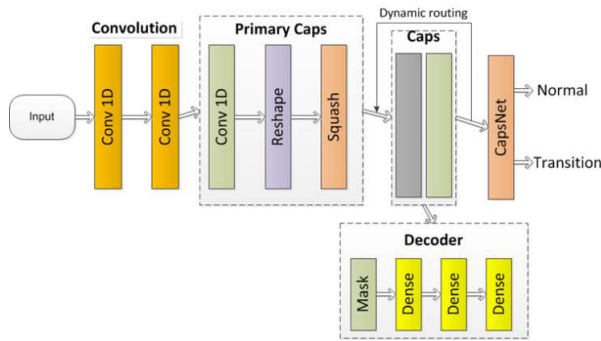 Dynamic routing
Convolution
Primary Caps
Caps
Input
Conv 1D
Conv 1D
Conv 1D
Reshape
Squash
CapsNet
Normal
Transition
Decoder
Mask
Dense
Dense
Dense